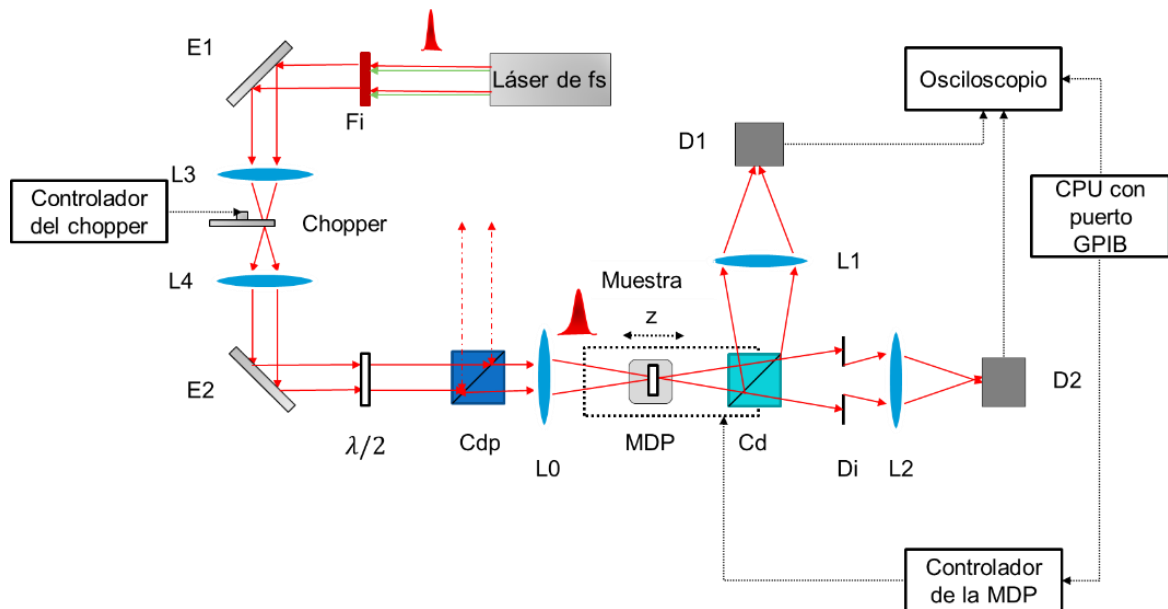 E1
Láser de fs
Fi
Osciloscopio
D1
L3
Controlador
del chopper
Chopper
CPU con
puerto
GPIB
L4
Muestra
L1
z
E2
D2
λ/2
Cdp
L0
MDP
Cd
Di
L2
Controlador
de la MDP